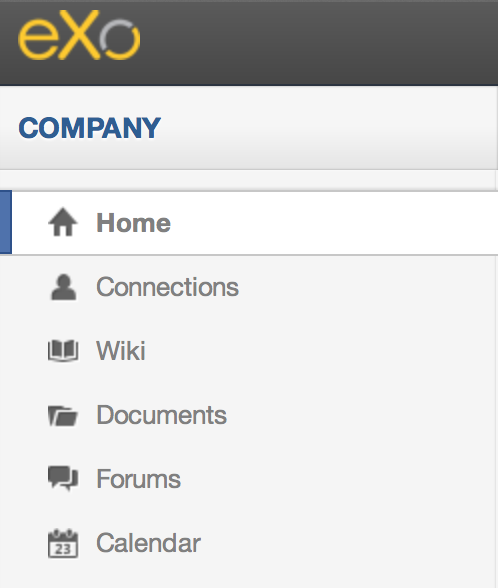 eXo
COMPANY
Home
Connections
Wiki
Documents
Forums
23
Calendar